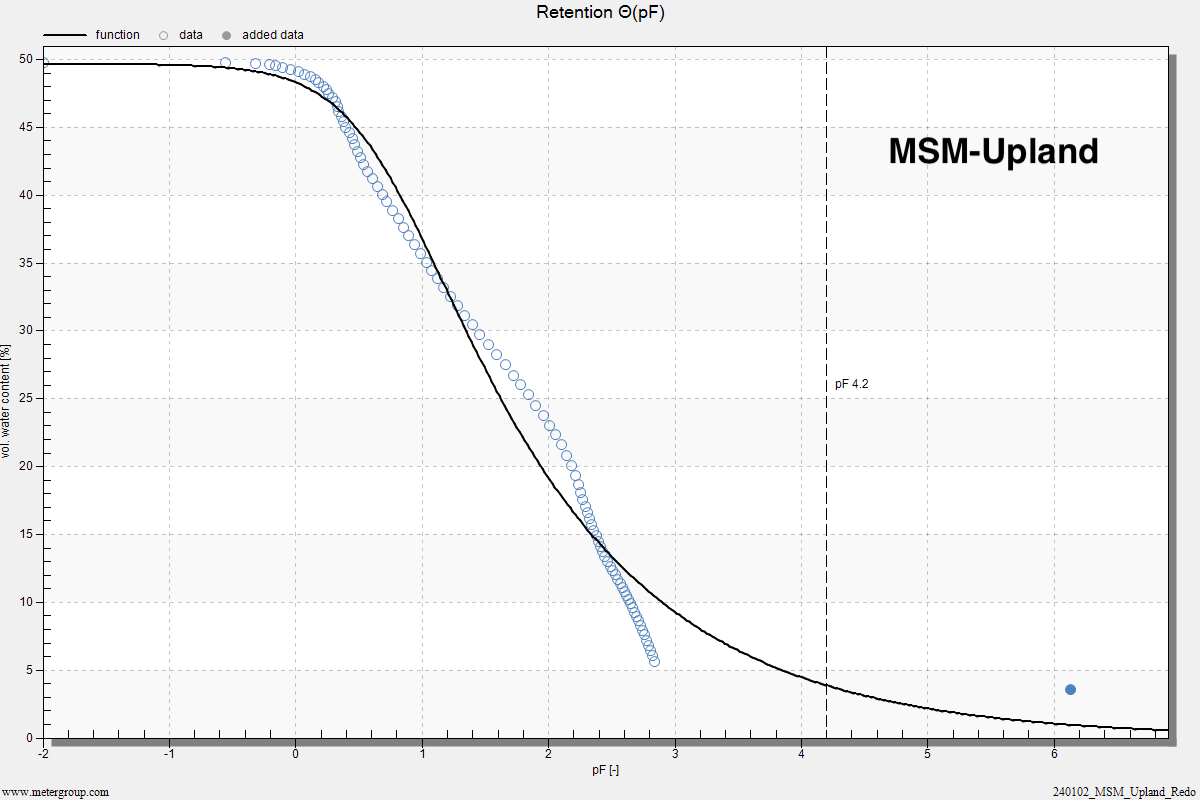 Retention Θ(pF)
function data added data
50
45
40
35
30
25
20
15
10
5
0
vol. water content [%]
MSM-Upland
pF 4.2
-2 -1 0 1 2 3 4 5 6
pF [-]
www.metergroup.com
240102_MSM_Upland_Redo